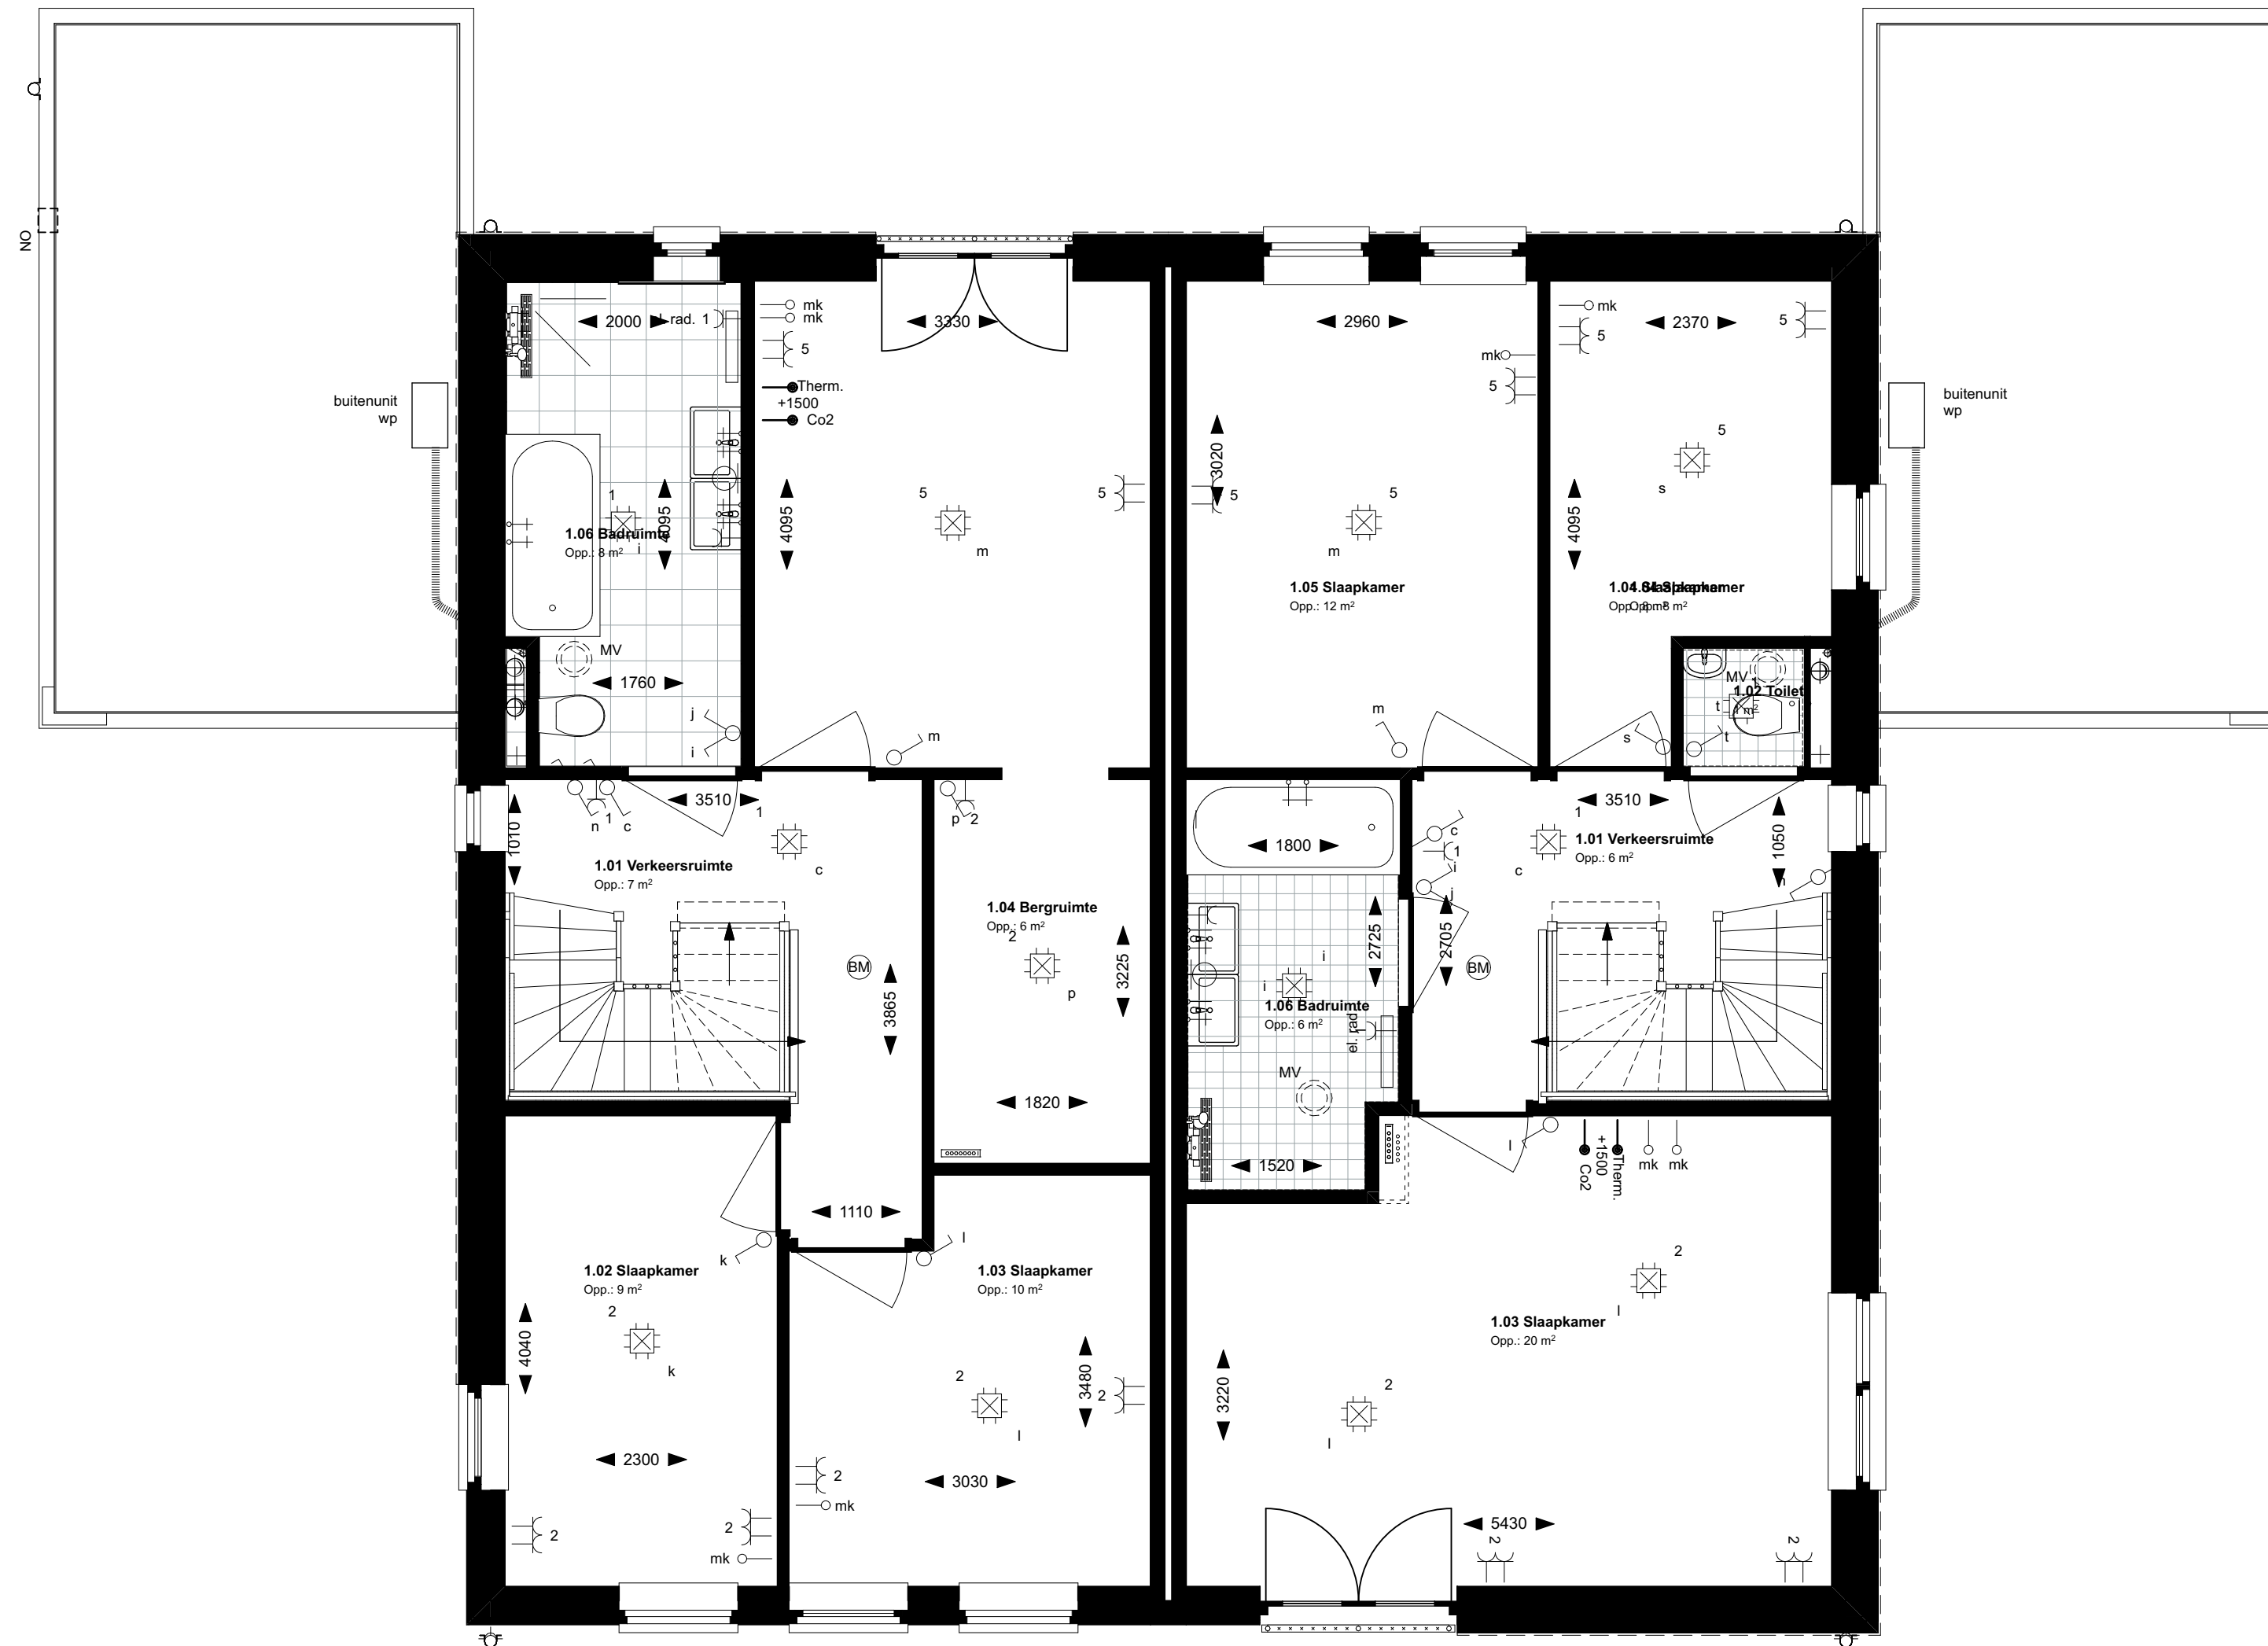 NO
buitenunit
wp
2000
rad. 1
mk
mk
5
Therm.
+1500
Co2
3330
4095
4095
1
1.06 Badruimte
Opp.: 8 m²
i
5
m
5
MV
1760
j
i
m
2960
mk
5
3020
5
5
m
1.05 Slaapkamer
Opp.: 12 m²
m
mk
5
2370
5
5
s
4095
1.04 Slaapkamer
s
MV
1.02 Toilet
t
m²
t
buitenunit
wp
1010
n
1
c
3510
1
c
1.01 Verkeersruimte
Opp.: 7 m²
BM
3865
p
2
1.04 Bergruimte
Opp.: 6 m²
2
p
3225
1820
1110
1800
c
1
i
j
2725
2705
i
i
1.06 Badruimte
Opp.: 6 m²
el. rad.
1
MV
1520
BM
3510
1
c
1.01 Verkeersruimte
Opp.: 6 m²
1050
n
l
Co2
+1500
Therm.
mk
mk
k
1.02 Slaapkamer
Opp.: 9 m²
2
k
4040
2300
2
2
mk
l
1.03 Slaapkamer
Opp.: 10 m²
2
l
3480
2
2
mk
3030
2
l
1.03 Slaapkamer
Opp.: 20 m²
3220
2
l
5430
2
2